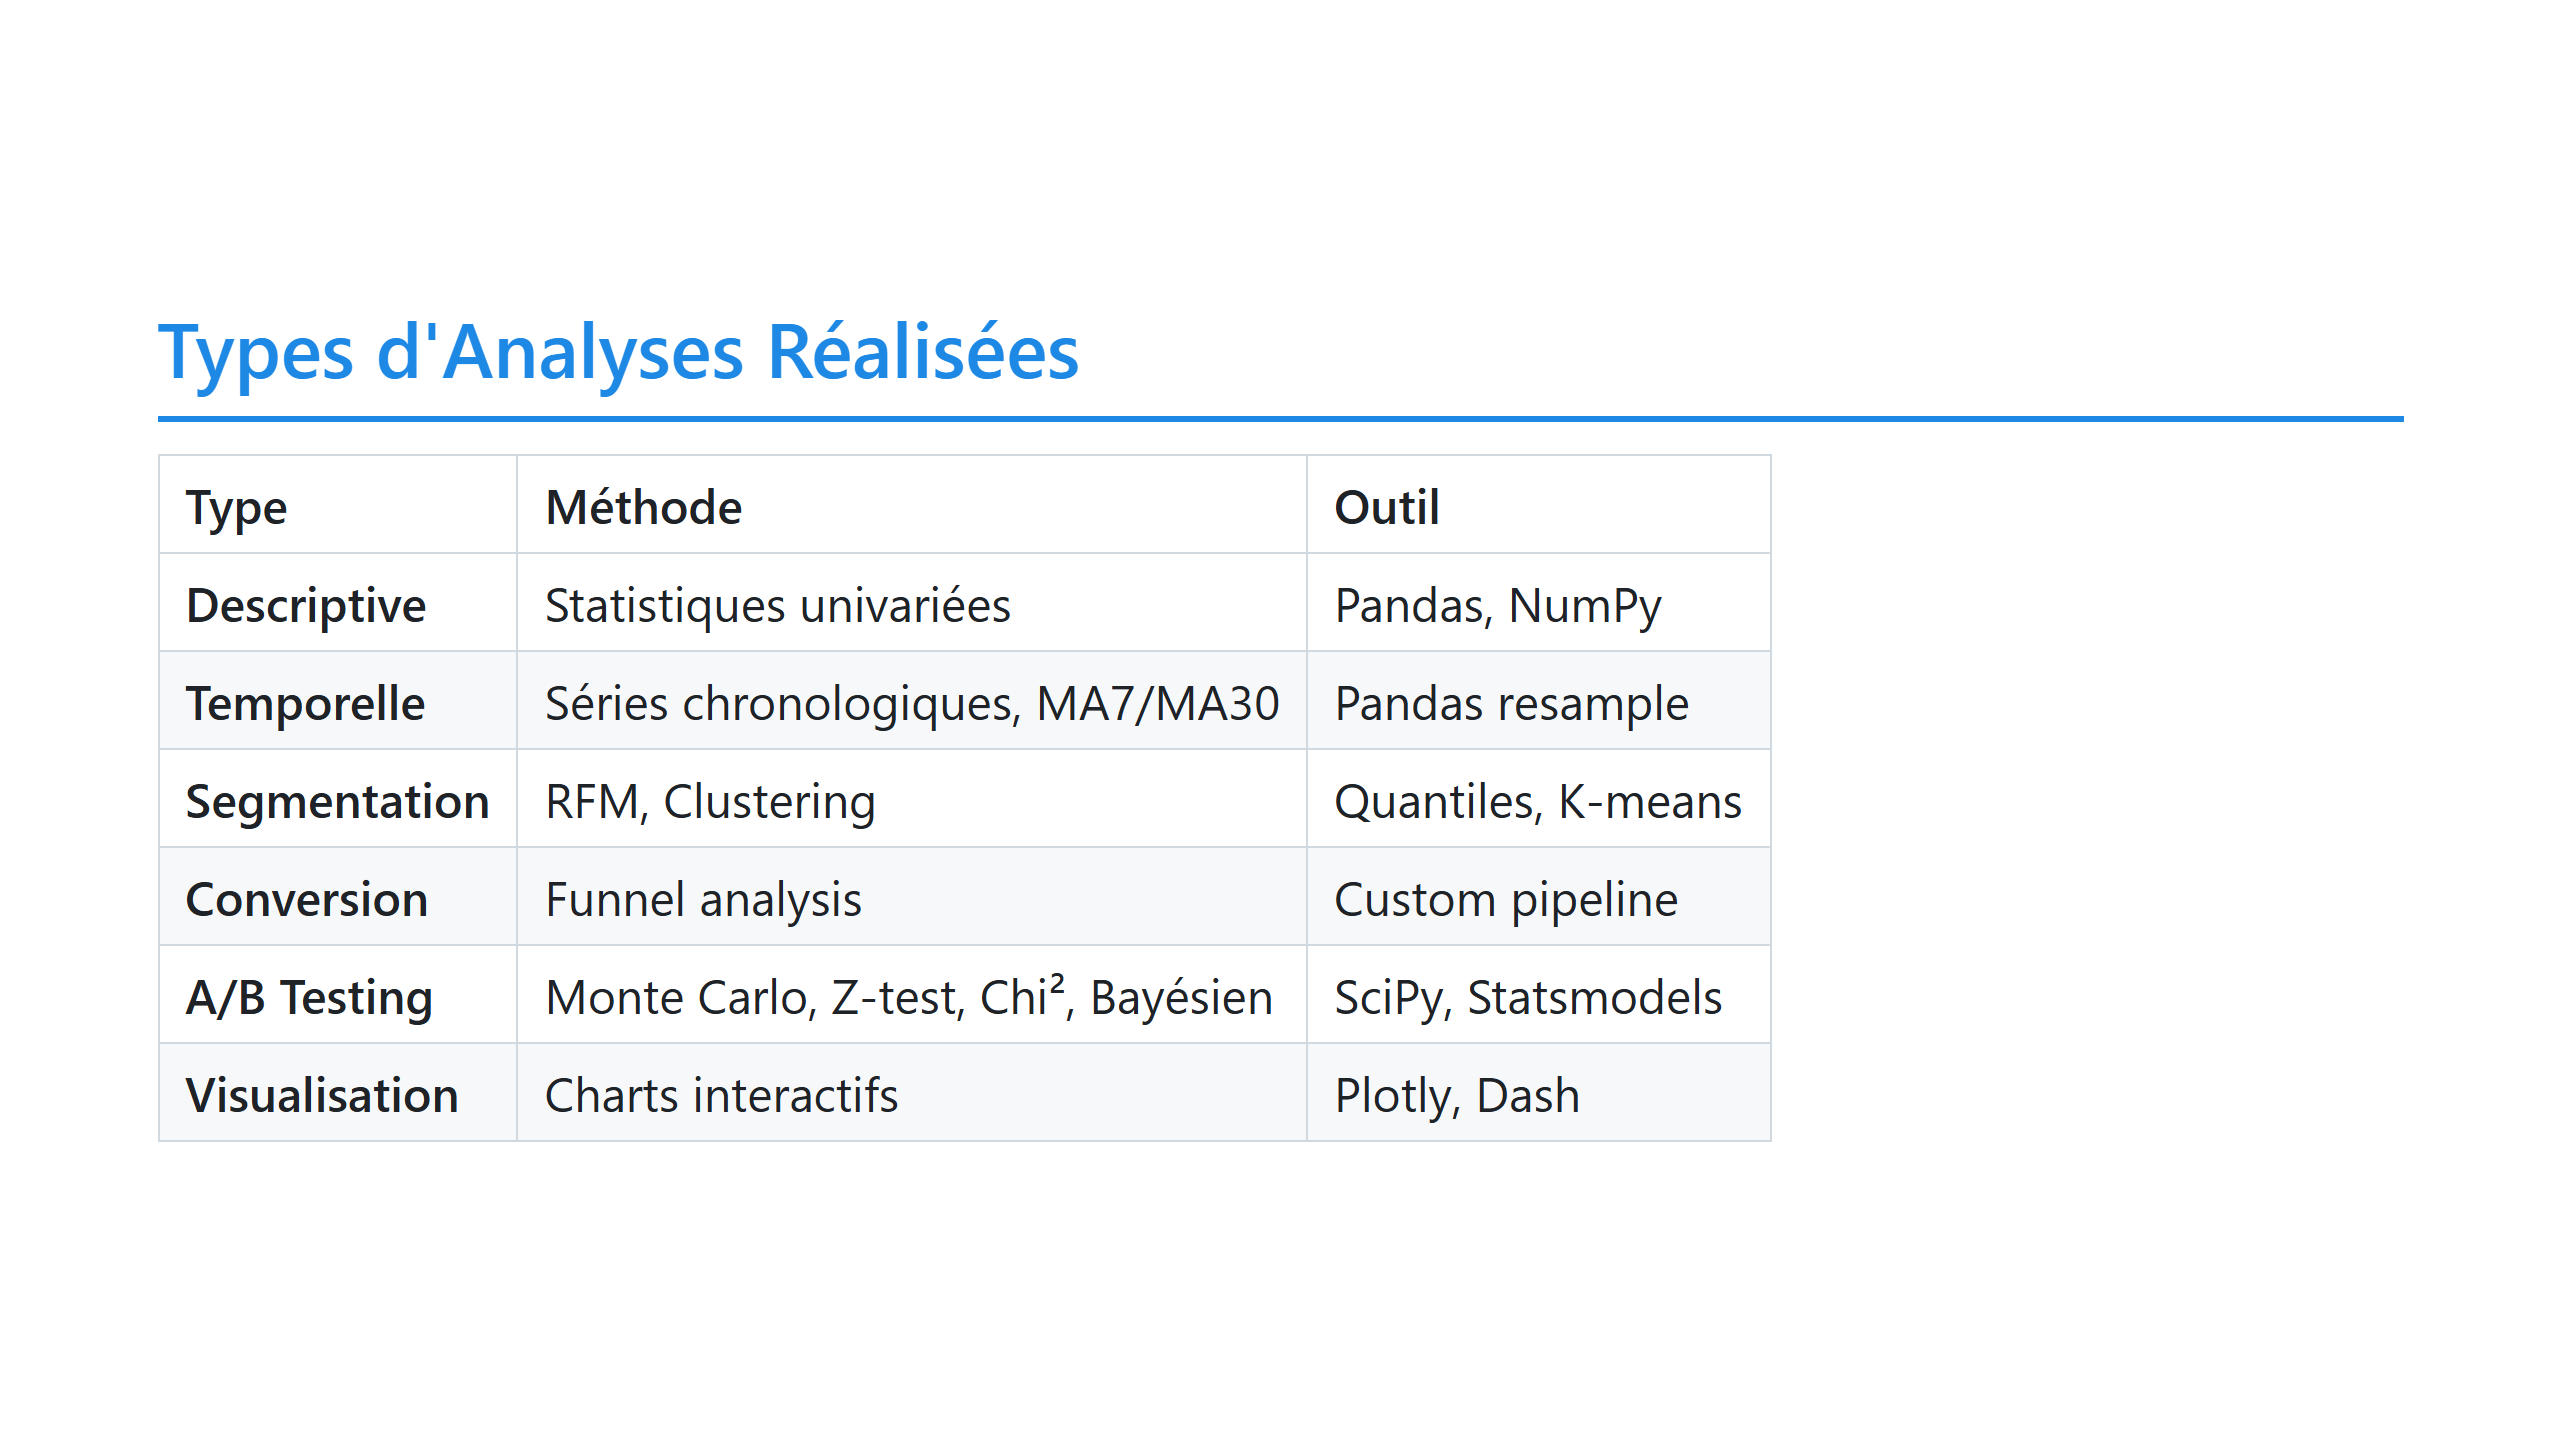 Types d'Analyses Réalisées
Type Méthode Outil
Descriptive Statistiques univariées Pandas, NumPy
Temporelle Séries chronologiques, MA7/MA30 Pandas resample
Segmentation RFM, Clustering Quantiles, K-means
Conversion Funnel analysis Custom pipeline
A/B Testing Monte Carlo, Z-test, Chi², Bayésien SciPy, Statsmodels
Visualisation Charts interactifs Plotly, Dash